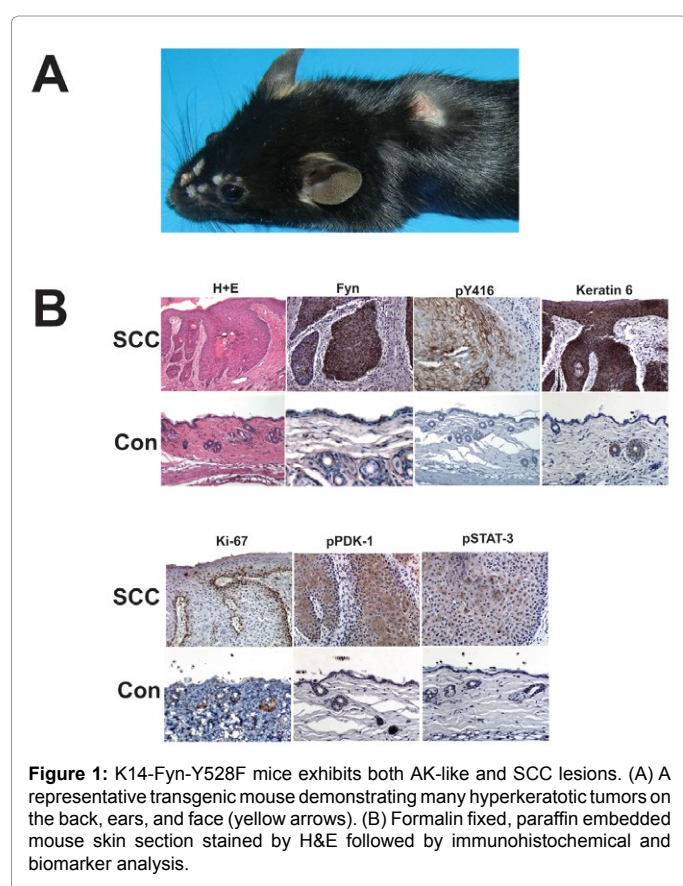 A
B
H+E Fyn pY416 Keratin 6
SCC
Con
Ki-67 pPDK-1 pSTAT-3
SCC
Con
Figure 1: K14-Fyn-Y528F mice exhibits both AK-like and SCC lesions. (A) A
representative transgenic mouse demonstrating many hyperkeratotic tumors on
the back, ears, and face (yellow arrows). (B) Formalin fixed, paraffin embedded
mouse skin section stained by H&E followed by immunohistochemical and
biomarker analysis.